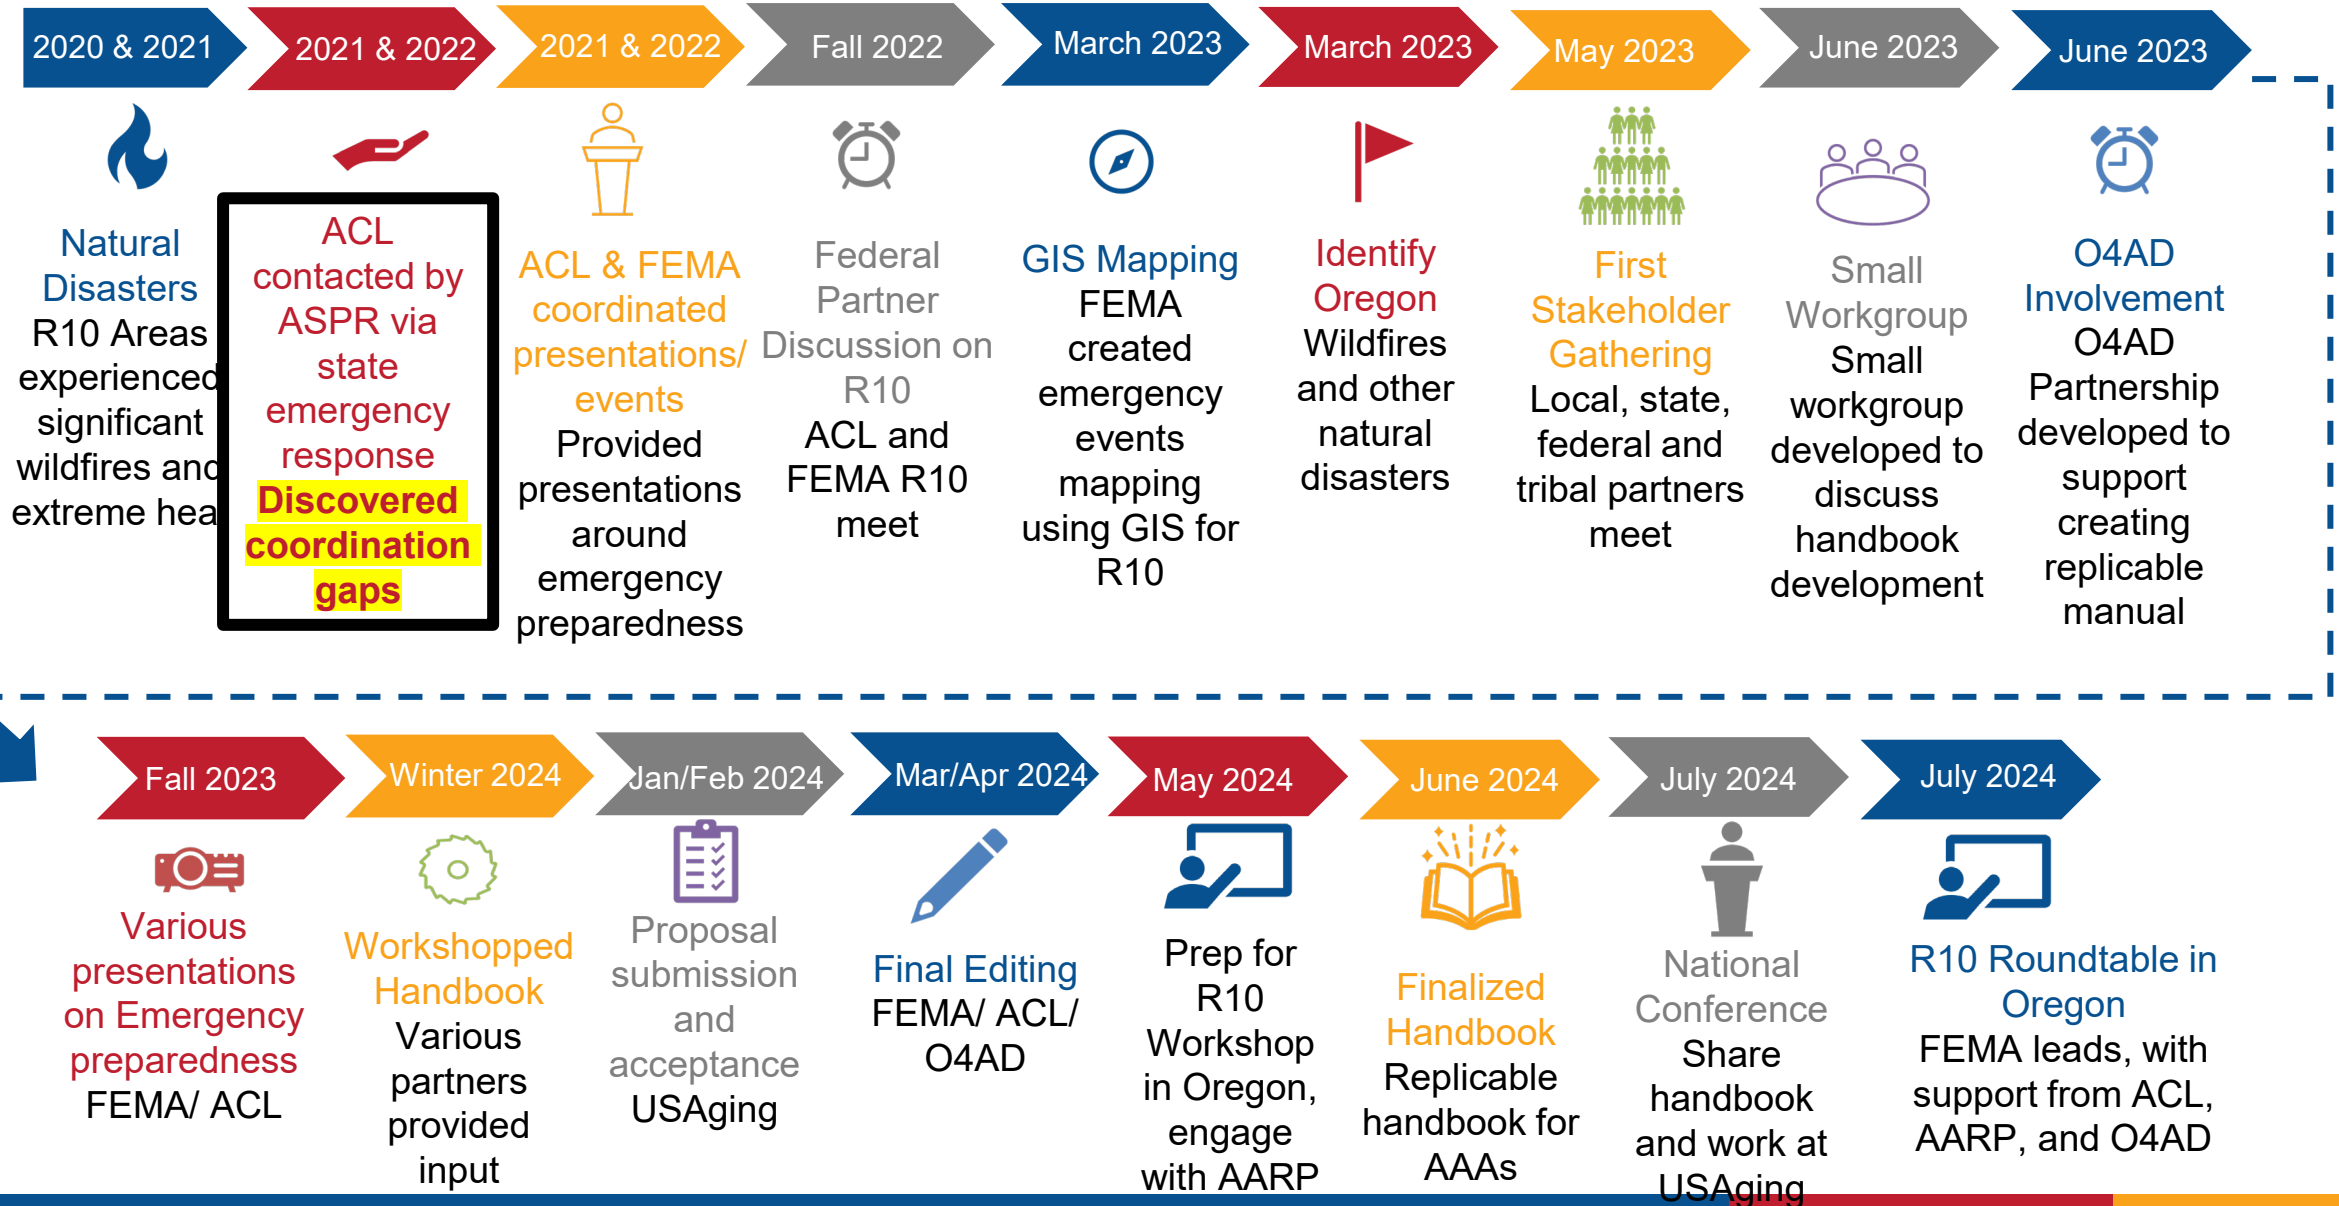 2020 & 2021
2021 & 2022
2021 & 2022
Fall 2022
March 2023
March 2023
May 2023
June 2023
June 2023
Natural
Disasters
R10 Areas
experienced
significant
wildfires and
extreme hea
ACL
contacted by
ASPR via
state
emergency
response
Discovered
coordination
gaps
ACL & FEMA
coordinated
presentations/
events
Provided
presentations
around
emergency
preparedness
Federal
Partner
Discussion on
R10
ACL and
FEMA R10
meet
GIS Mapping
FEMA
created
emergency
events
mapping
using GIS for
R10
Identify
Oregon
Wildfires
and other
natural
disasters
First
Stakeholder
Gathering
Local, state,
federal and
tribal partners
meet
Small
Workgroup
Small
workgroup
developed to
discuss
handbook
development
O4AD
Involvement
O4AD
Partnership
developed to
support
creating
replicable
manual
Fall 2023
Winter 2024
Jan/Feb 2024
Mar/Apr 2024
May 2024
June 2024
July 2024
July 2024
Various
presentations
on Emergency
preparedness
FEMA/ ACL
Workshopped
Handbook
Various
partners
provided
input
Proposal
submission
and
acceptance
USAging
Final Editing
FEMA/ ACL/
O4AD
Prep for
R10
Workshop
in Oregon,
engage
with AARP
Finalized
Handbook
Replicable
handbook for
AAAs
National
Conference
Share
handbook
and work at
USAging
R10 Roundtable in
Oregon
FEMA leads, with
support from ACL,
AARP, and O4AD